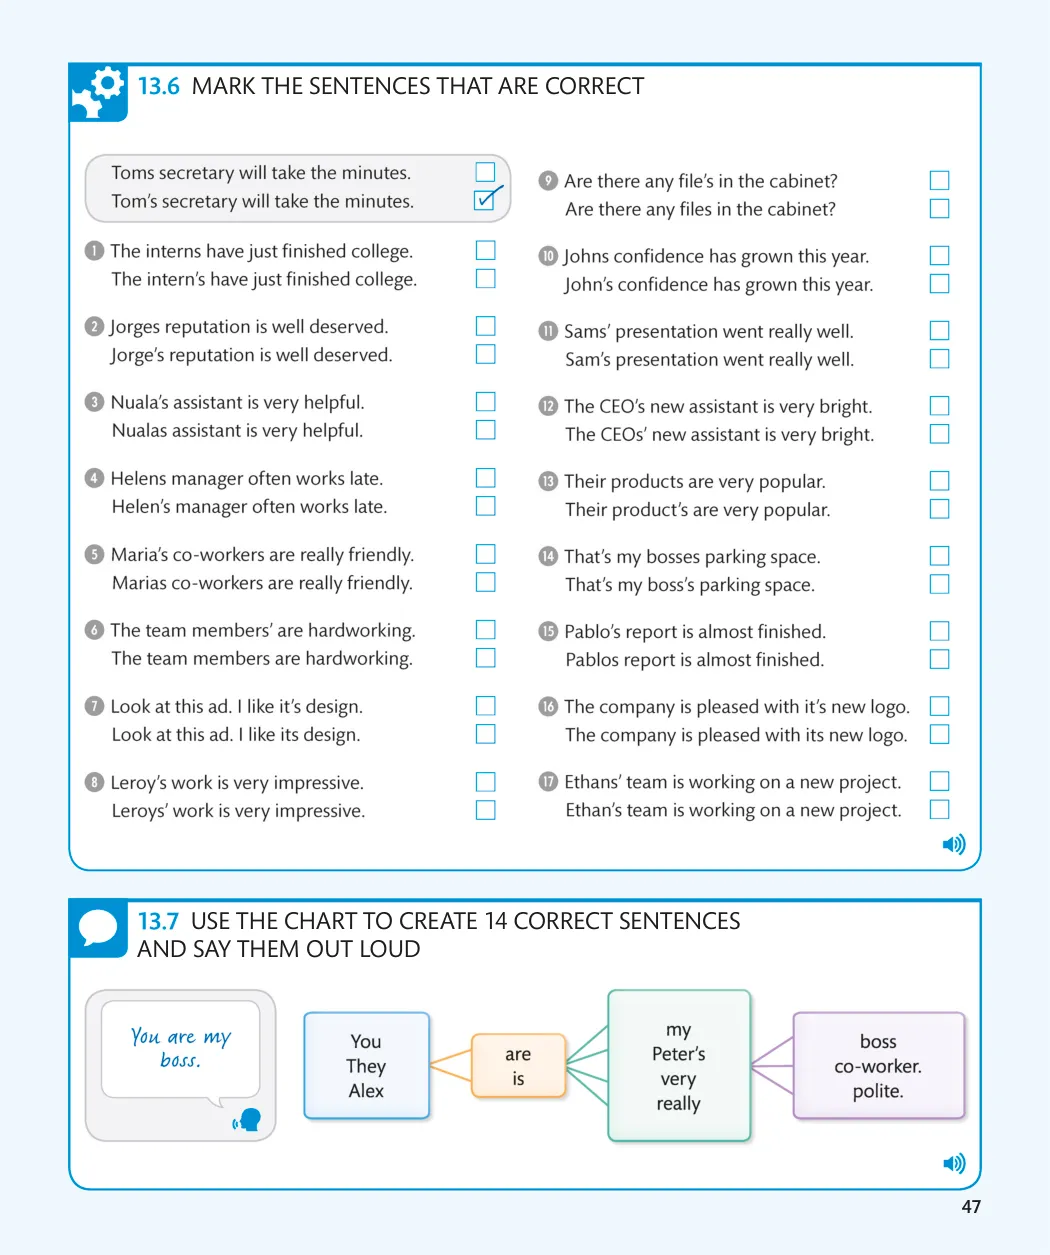 13.6 MARK THE SENTENCES THAT ARE CORRECT
Toms secretary will take the minutes.
Tom's secretary will take the minutes.
1 The interns have just finished college.
The intern's have just finished college.
2 Jorges reputation is well deserved.
Jorge's reputation is well deserved.
3 Nuala's assistant is very helpful.
Nualas assistant is very helpful.
4 Helens manager often works late.
Helen's manager often works late.
5 Maria's co-workers are really friendly.
Marias co-workers are really friendly.
6 The team members' are hardworking.
The team members are hardworking.
7 Look at this ad. I like it's design.
Look at this ad. I like its design.
8 Leroy's work is very impressive.
Leroys' work is very impressive.
9 Are there any file's in the cabinet?
Are there any files in the cabinet?
10 Johns confidence has grown this year.
John's confidence has grown this year.
11 Sams' presentation went really well.
Sam's presentation went really well.
12 The CEO's new assistant is very bright.
The CEOs' new assistant is very bright.
13 Their products are very popular.
Their product's are very popular.
14 That's my bosses parking space.
That's my boss's parking space.
15 Pablo's report is almost finished.
Pablos report is almost finished.
16 The company is pleased with it's new logo.
The company is pleased with its new logo.
17 Ethans' team is working on a new project.
Ethan's team is working on a new project.
13.7 USE THE CHART TO CREATE 14 CORRECT SENTENCES
AND SAY THEM OUT LOUD
You are my
boss.
You
They
Alex
are
is
my
Peter's
very
really
boss
co-worker.
polite.
47